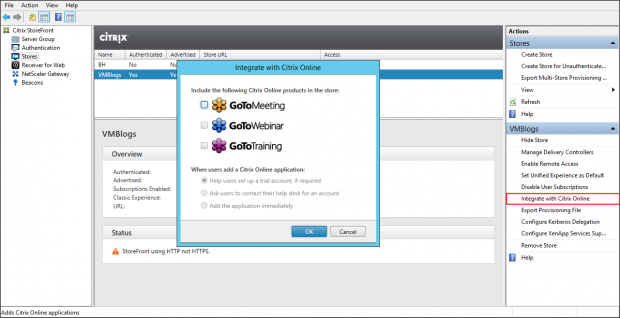 File Action View Help
Citrix StoreFront
Server Group
Authentication
Stores
Receiver for Web
NetScaler Gateway
Beacons
CITRIX
Name Authenticated Advertised Store URL Access
BH No No
VMBlogs Yes Ye
VMBlogs
Overview
Authenticated:
Advertised:
Subscriptions Enabled:
Classic Experience:
URL:
Status
StoreFront using HTTP not HTTPS.
Integrate with Citrix Online
Include the following Citrix Online products in the store:
GoToMeeting
GoToWebinar
GoToTraining
When users add a Citrix Online application:
Help users set up a trial account, if required
Ask users to contact their help desk for an account
Add the application immediately
OK Cancel
Actions
Stores
Create Store
Create Store for Unauthenticate...
Export Multi-Store Provisioning ...
View
Refresh
Help
VMBlogs
Hide Store
Manage Delivery Controllers
Enable Remote Access
Set Unified Experience as Default
Disable User Subscriptions
Integrate with Citrix Online
Export Provisioning File
Configure Kerberos Delegation
Configure XenApp Services Sup...
Remove Store
Help
Adds Citrix Online applications